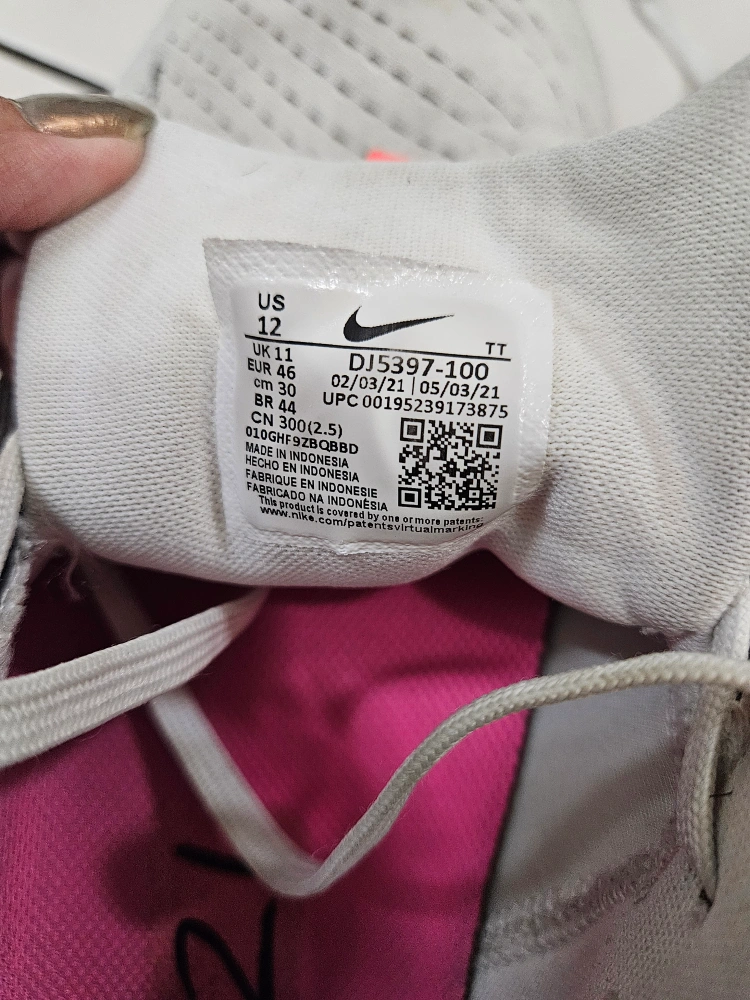 US
12
TT
UK 11
DJ5397-100
EUR 46
02/03/21 | 05/03/21
cm 30
UPC 00195239173875
BR 44
CN 300(2.5)
010GHF9ZBQBBD
MADE IN INDONESIA
HECHO EN INDONESIA
FABRIQUE EN INDONESIE
FABRICADO NA INDONÉSIA
This product is covered by one or more patents:
www.nike.com/patentsvirtualmarking